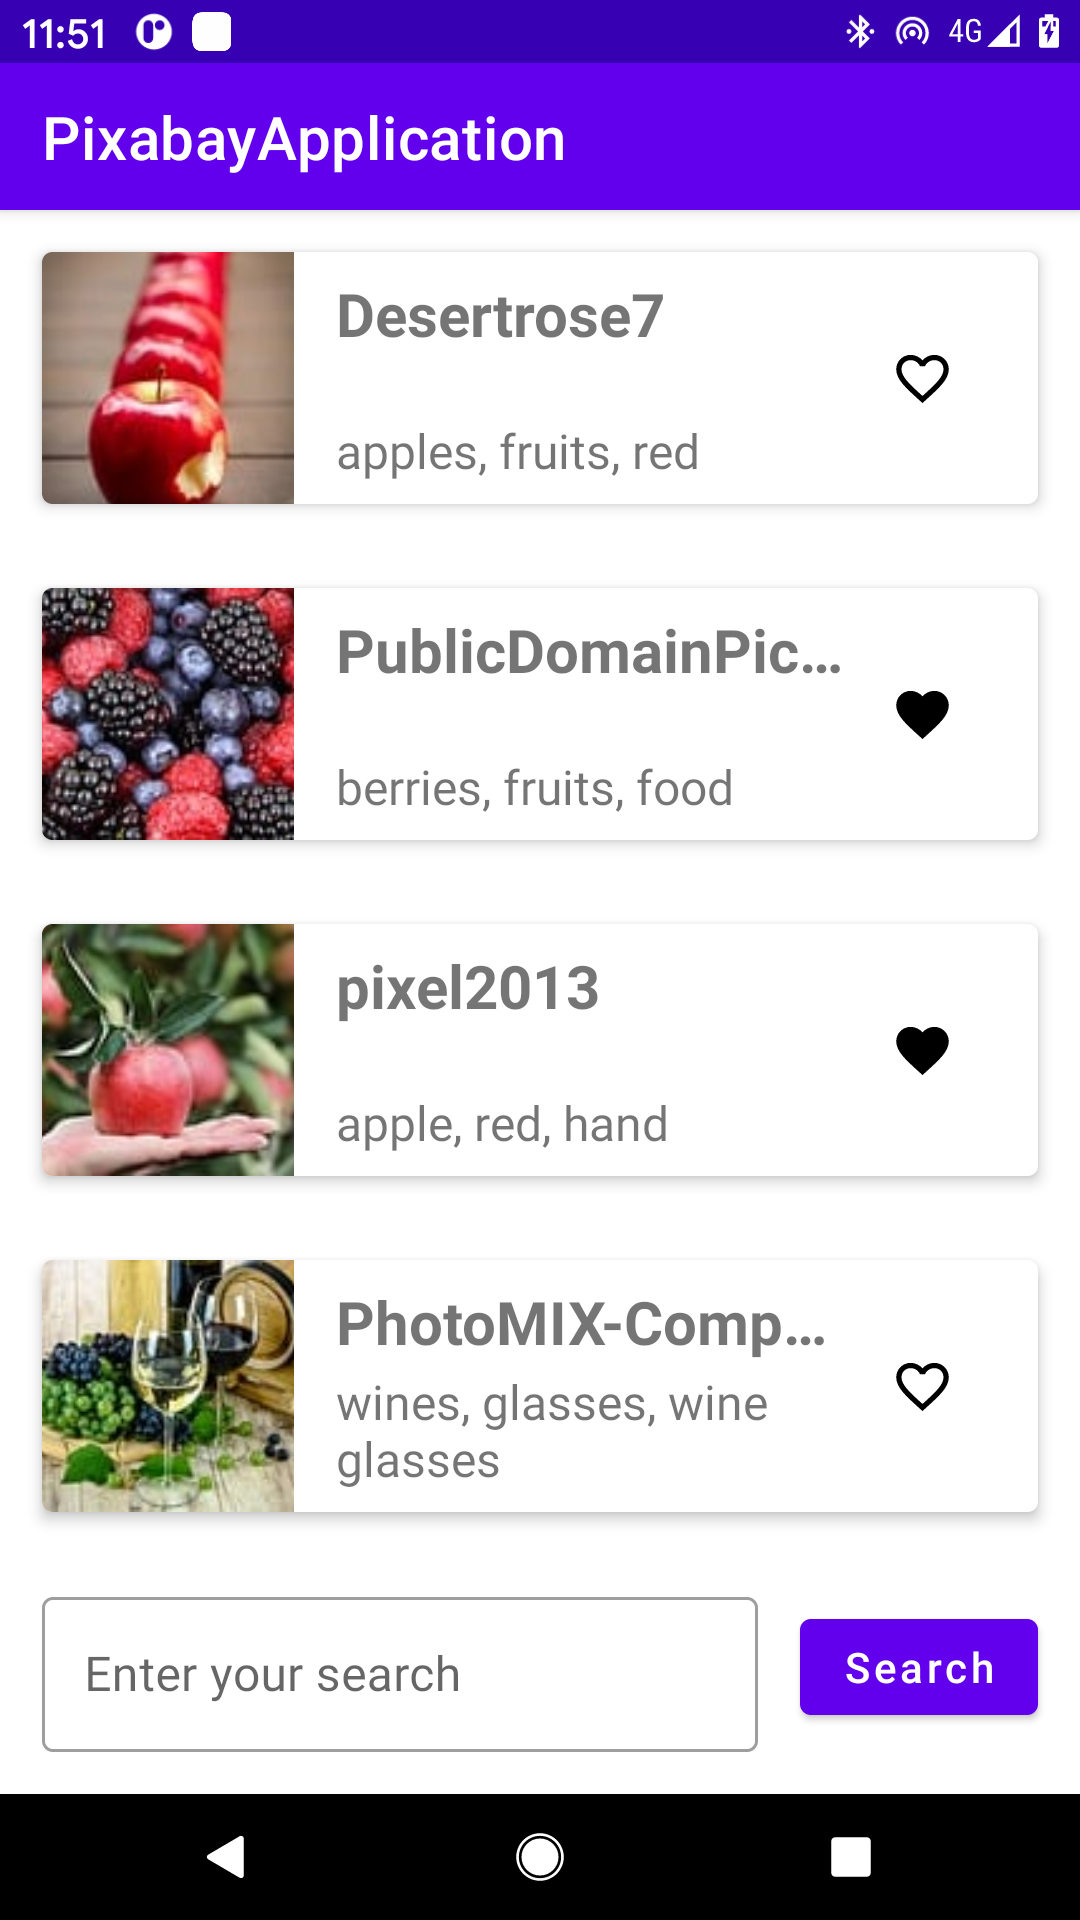 11:51
4G
PixabayApplication
Desertrose7
apples, fruits, red
PublicDomainPic...
berries, fruits, food
pixel2013
apple, red, hand
PhotoMIX-Comp...
wines, glasses, wine
glasses
Enter your search
Search